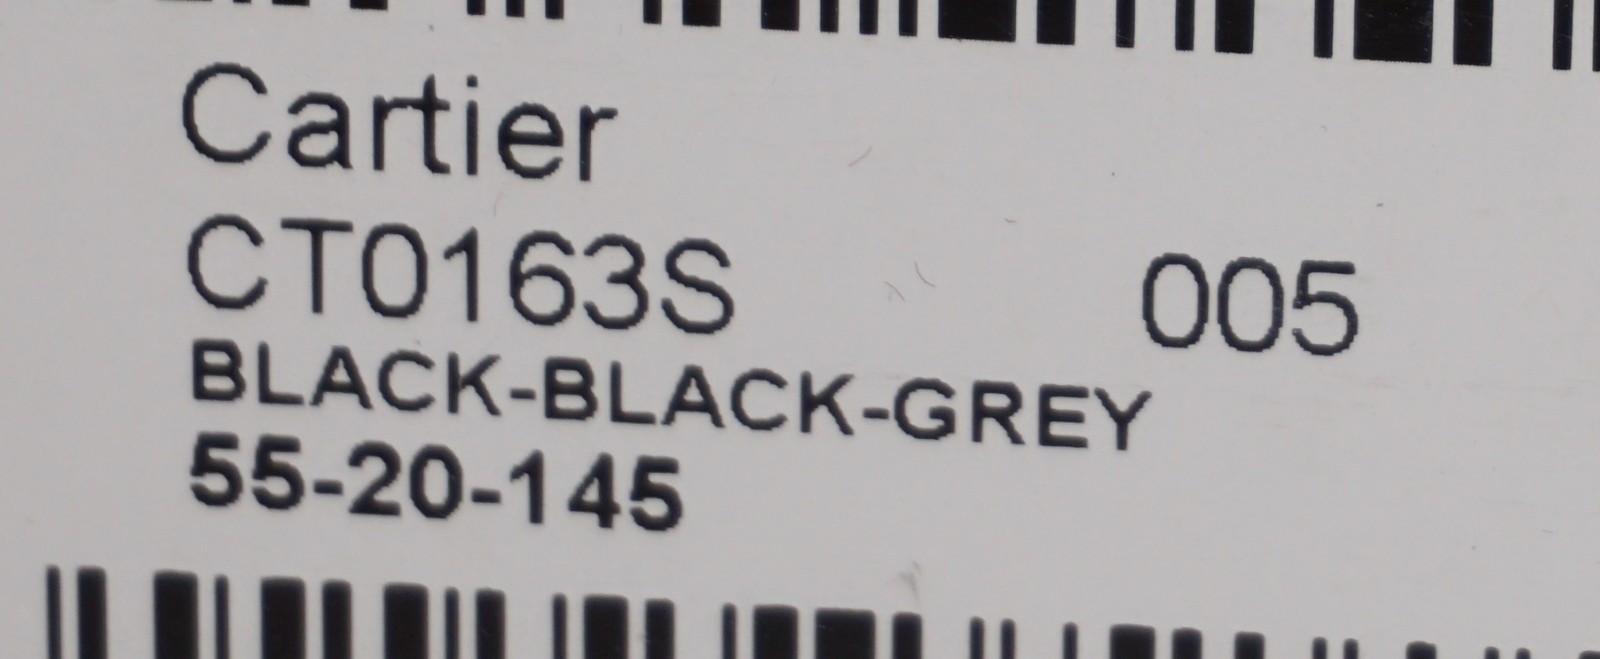 Cartier
CT0163S 005
BLACK-BLACK-GREY
55-20-145